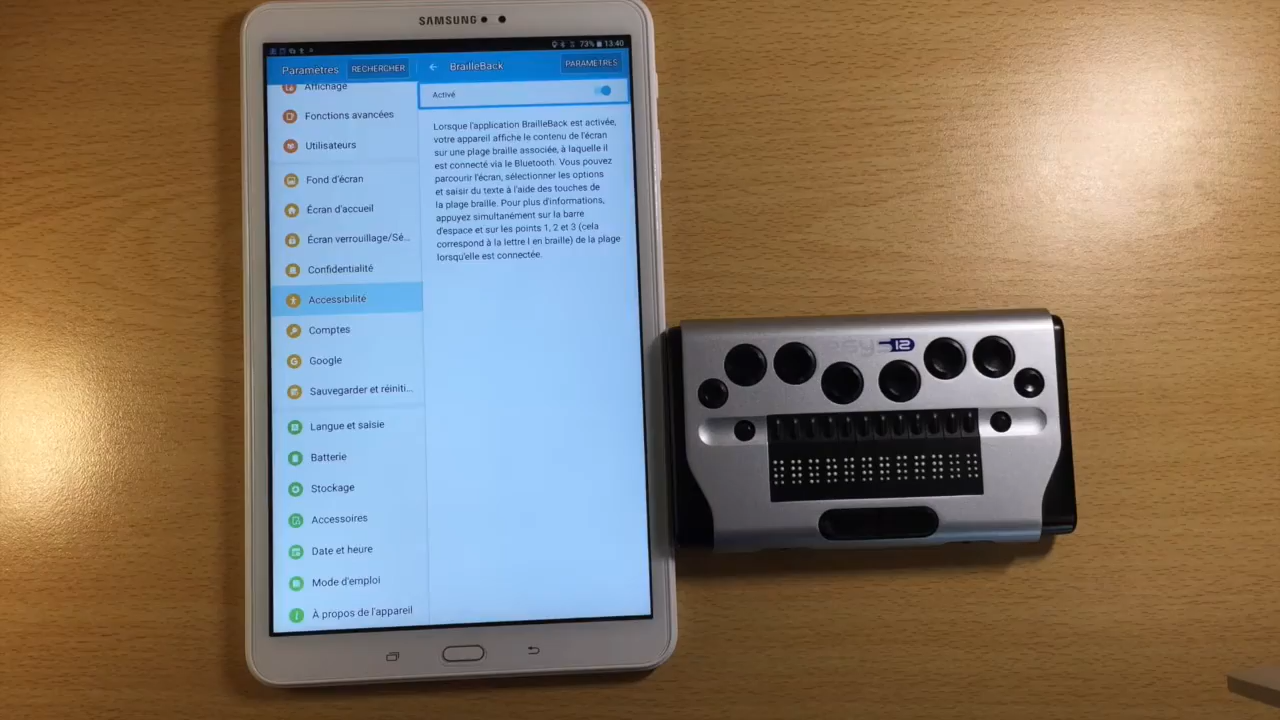 SAMSUNG
73% 13:40
Paramètres RECHERCHER
BrailleBack PARAMÈTRES
Affichage
Fonctions avancées
Utilisateurs
Fond d'écran
Écran d'accueil
Écran verrouillage/Sé...
Confidentialité
Accessibilité
Comptes
Google
Sauvegarder et réiniti...
Langue et saisie
Batterie
Stockage
Accessoires
Date et heure
Mode d'emploi
À propos de l'appareil
Activé
Lorsque l'application BrailleBack est activée,
votre appareil affiche le contenu de l'écran
sur une plage braille associée, à laquelle il
est connecté via le Bluetooth. Vous pouvez
parcourir l'écran, sélectionner les options
et saisir du texte à l'aide des touches de
la plage braille. Pour plus d'informations,
appuyez simultanément sur la barre
d'espace et sur les points 1, 2 et 3 (cela
correspond à la lettre l en braille) de la plage
lorsqu'elle est connectée.
esys12